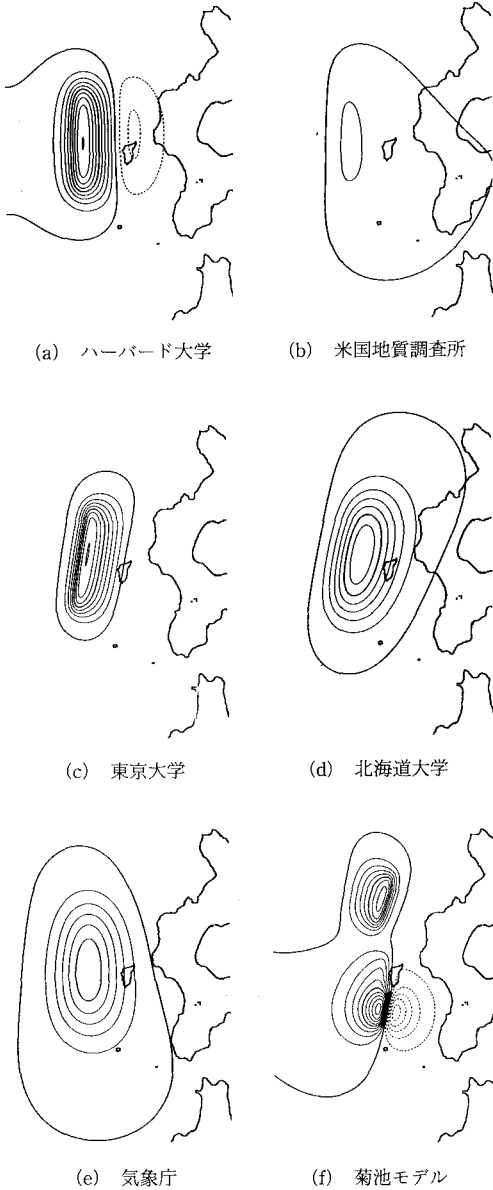 (a) ハーバード大学
(b) 米国地質調査所
(c) 東京大学
(d) 北海道大学
(e) 気象庁
(f) 菊池モデル